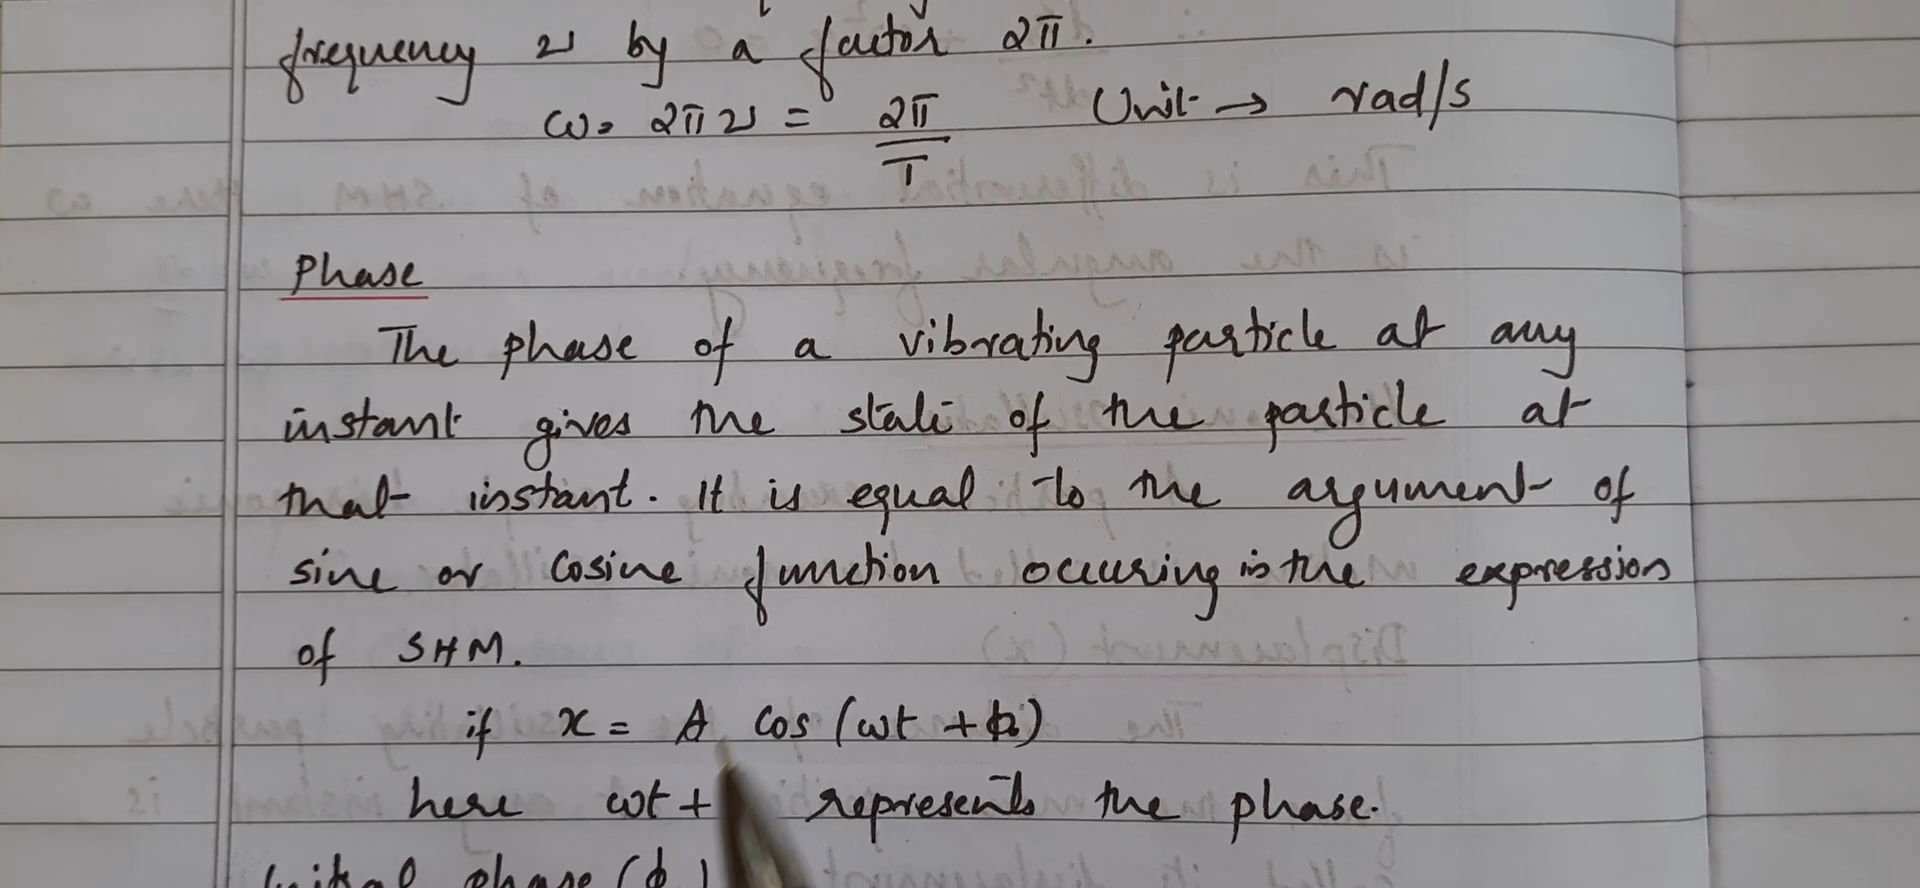 frequency ν by a factor 2π.
ω = 2πν = 2π/T Unit → rad/s
Phase
The phase of a vibrating particle at any
instant gives the state of the particle at
that instant. It is equal to the argument of
sine or cosine function occuring in the expression
of SHM.
if x = A cos (ωt + ϕ)
here ωt + represents the phase.
Initial phase (ϕ)